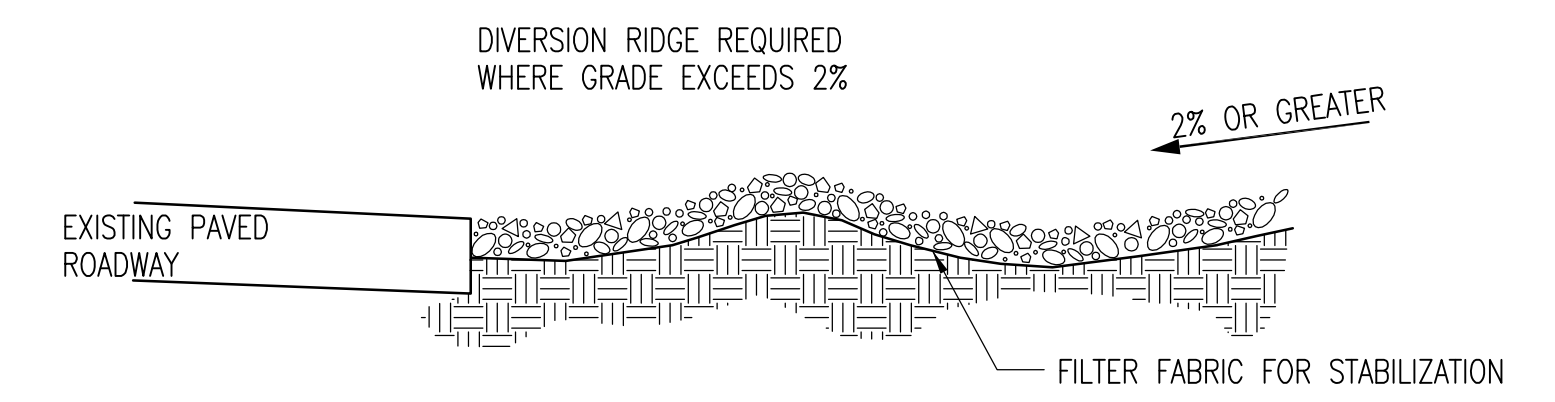 DIVERSION RIDGE REQUIRED
WHERE GRADE EXCEEDS 2%
2% OR GREATER
EXISTING PAVED
ROADWAY
FILTER FABRIC FOR STABILIZATION